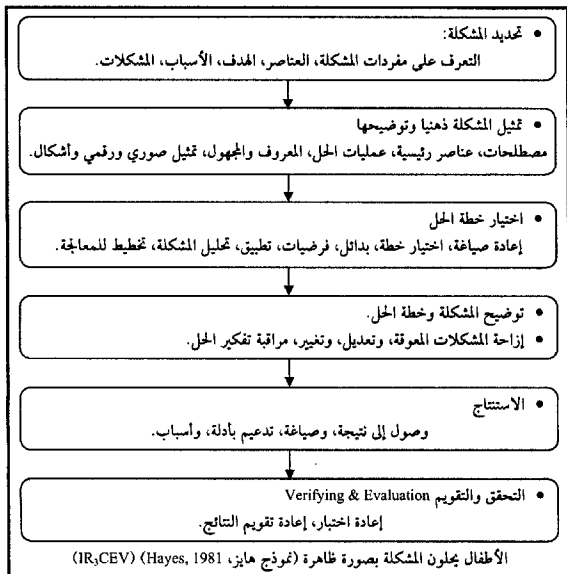 • تحديد المشكلة:
التعرف على مفردات المشكلة، العناصر، الهدف، الأسباب، المشكلات.
• تمثيل المشكلة ذهنيا وتوضيحها
مصطلحات، عناصر رئيسية، عمليات الحل، المعروف والمجهول، تمثيل صوري ورقمي وأشكال.
• اختيار خطة الحل
إعادة صياغة، اختيار خطة، بدائل، فرضيات، تطبيق، تحليل المشكلة، تخطيط للمعالجة.
• توضيح المشكلة وخطة الحل.
• إزاحة المشكلات المعوقة، وتعديل، وتغيير، مراقبة تفكير الحل.
• الاستنتاج
وصول إلى نتيجة، وصياغة، تدعيم بأدلة، وأسباب.
• التحقق والتقويم Verifying & Evaluation
إعادة اختبار، إعادة تقويم النتائج.
الأطفال يحلون المشكلة بصورة ظاهرة (نموذج هايز، Hayes, 1981) (IR₃CEV)